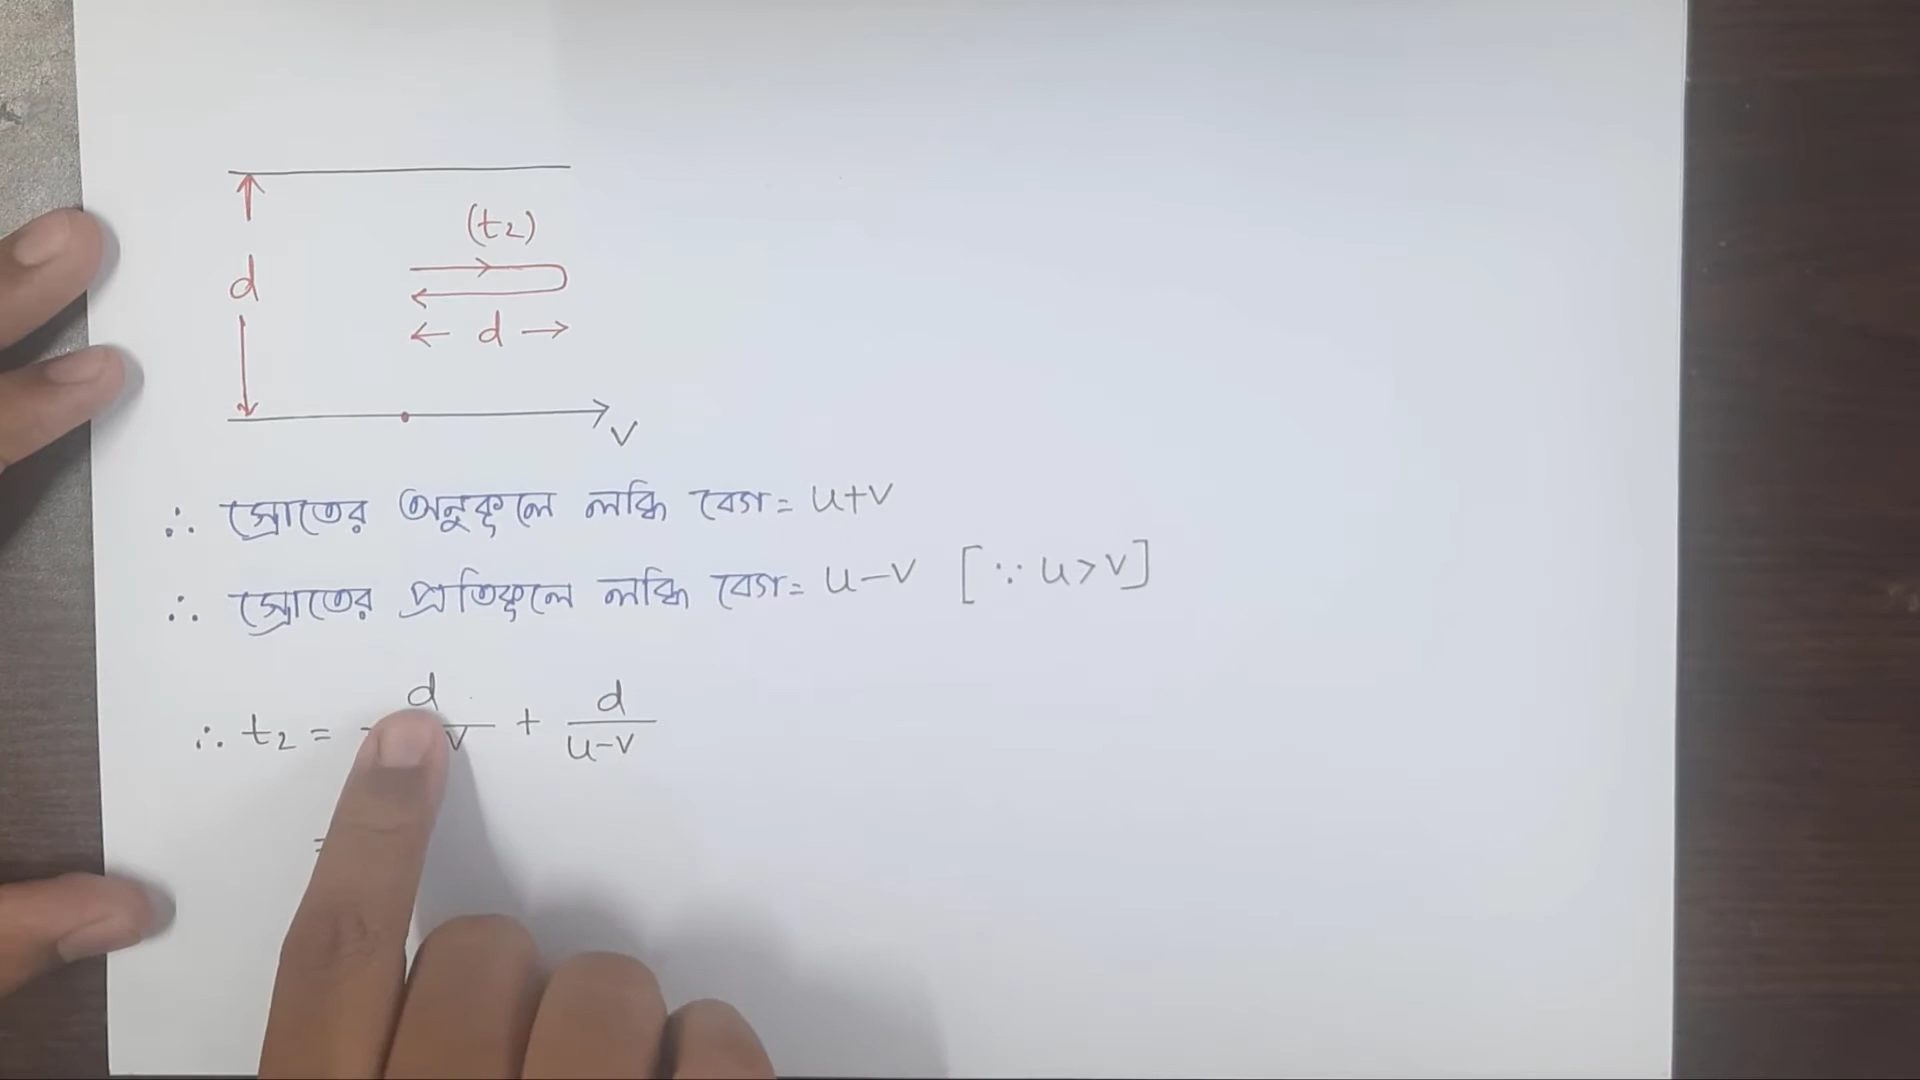 (t₂)
d
d
v
∴ স্রোতের অনুকূলে লব্ধি বেগ = u+v
∴ স্রোতের প্রতিকূলে লব্ধি বেগ = u-v [∵ u>v]
∴ t₂ = d/ v + d/u-v
=